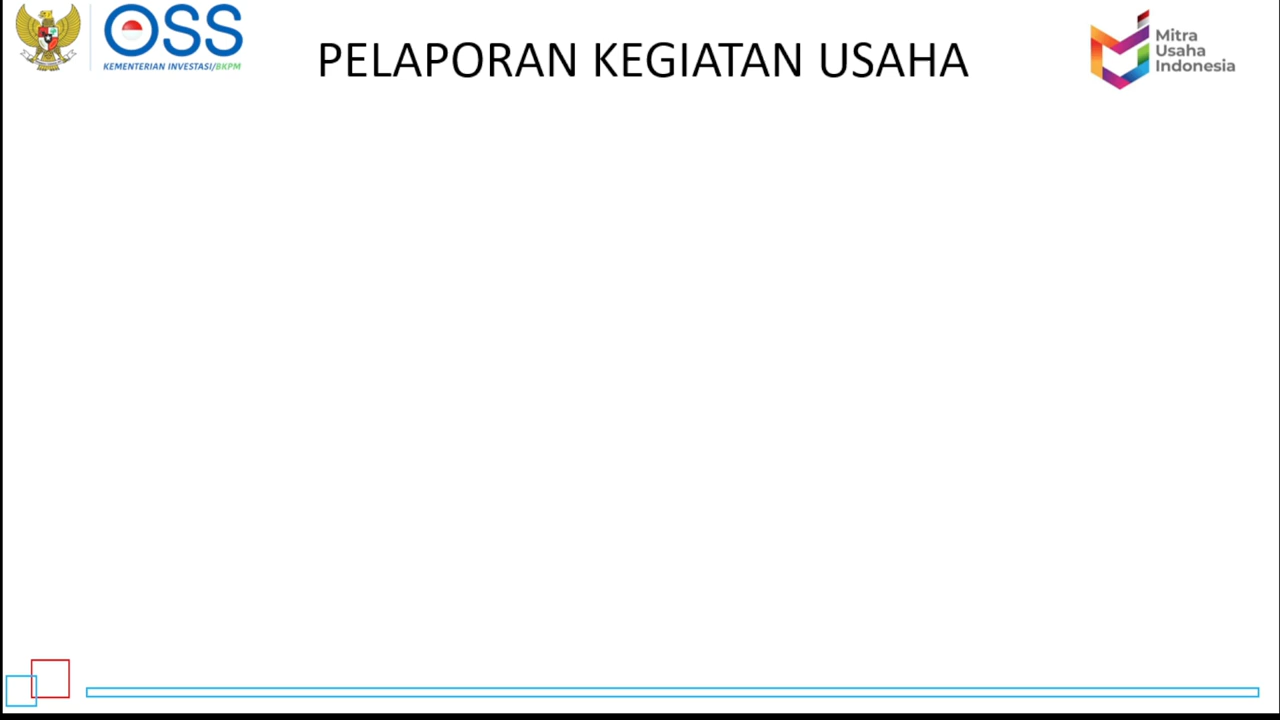 OSS
KEMENTERIAN INVESTASI/BKPM
PELAPORAN KEGIATAN USAHA
Mitra
Usaha
Indonesia